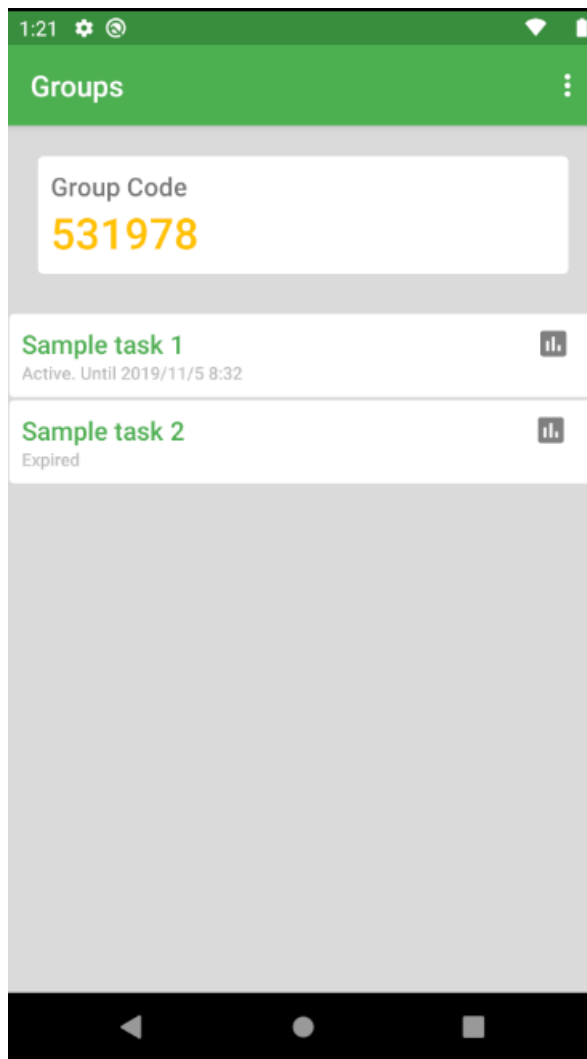 1:21
Groups
Group Code
531978
Sample task 1
Active. Until 2019/11/5 8:32
Sample task 2
Expired